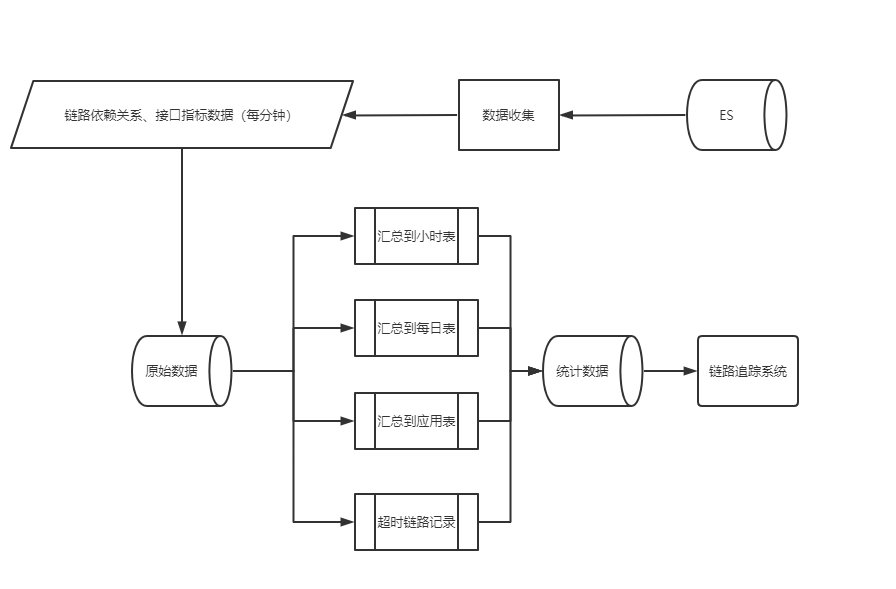 链路依赖关系、接口指标数据（每分钟）
数据收集
ES
汇总到小时表
汇总到每日表
原始数据
统计数据
链路追踪系统
汇总到应用表
超时链路记录